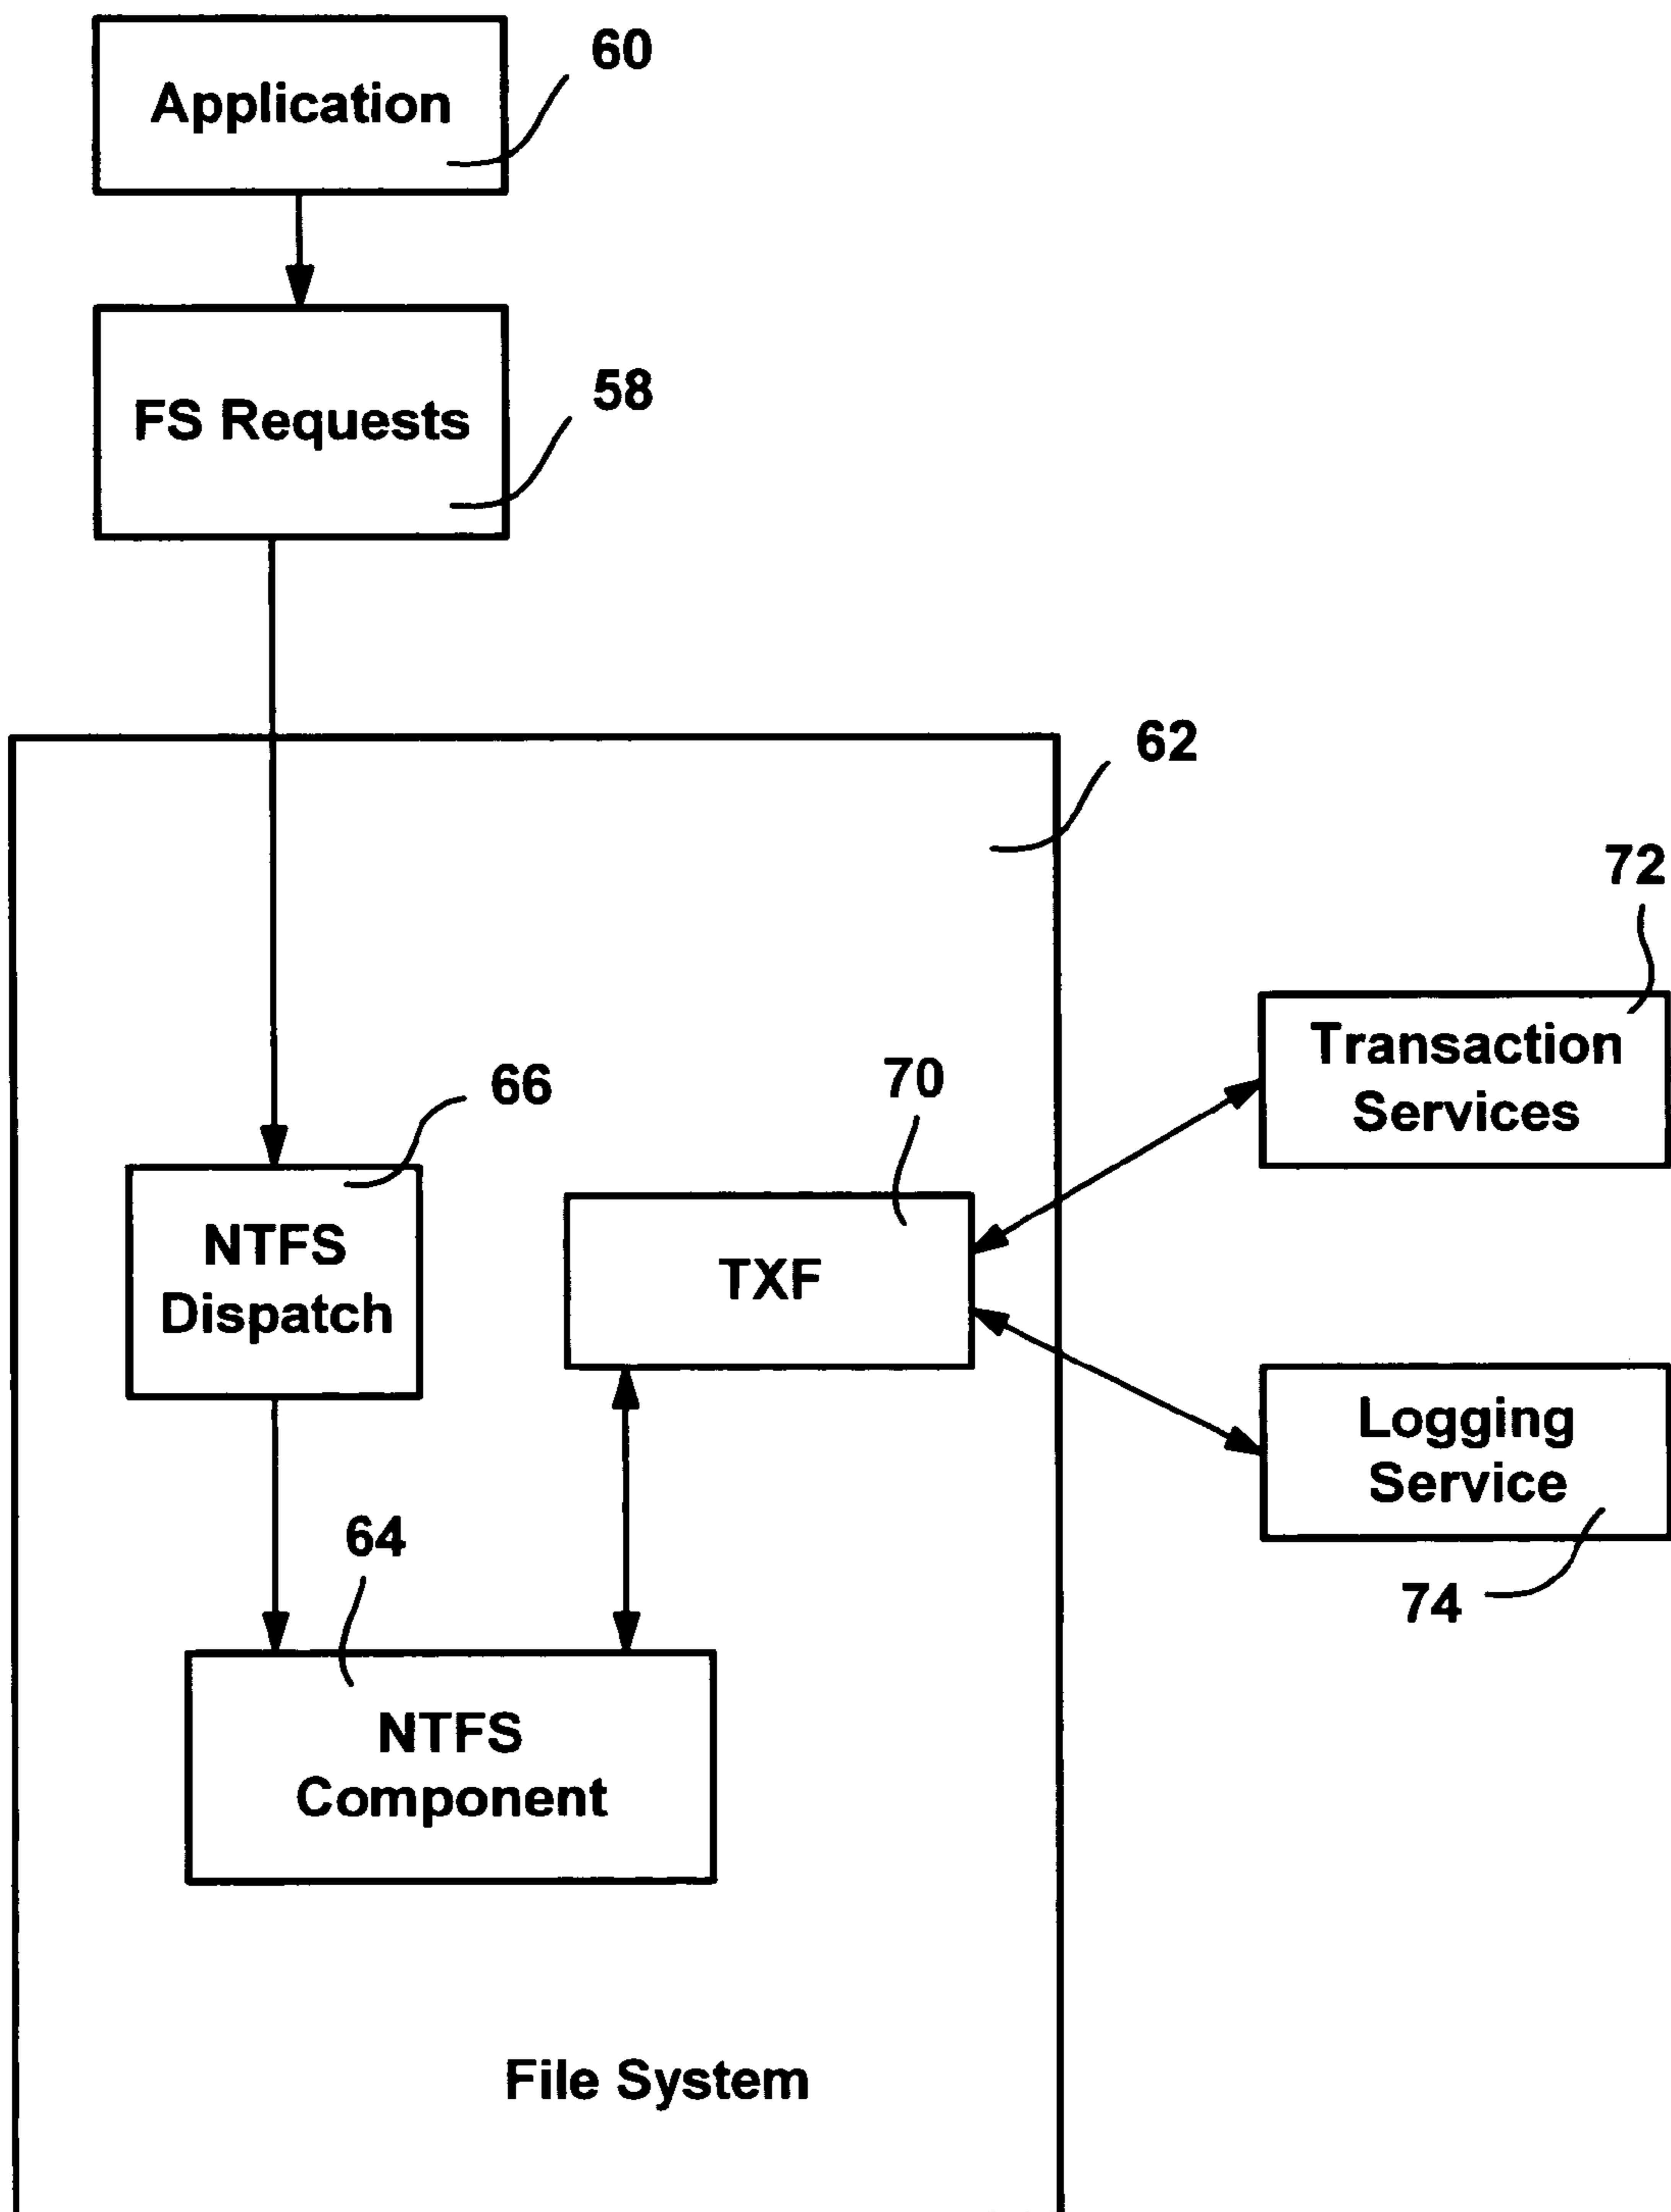 60
Application
58
FS Requests
62
72
Transaction
Services
66
70
NTFS
Dispatch
TXF
Logging
Service
64
74
NTFS
Component
File System